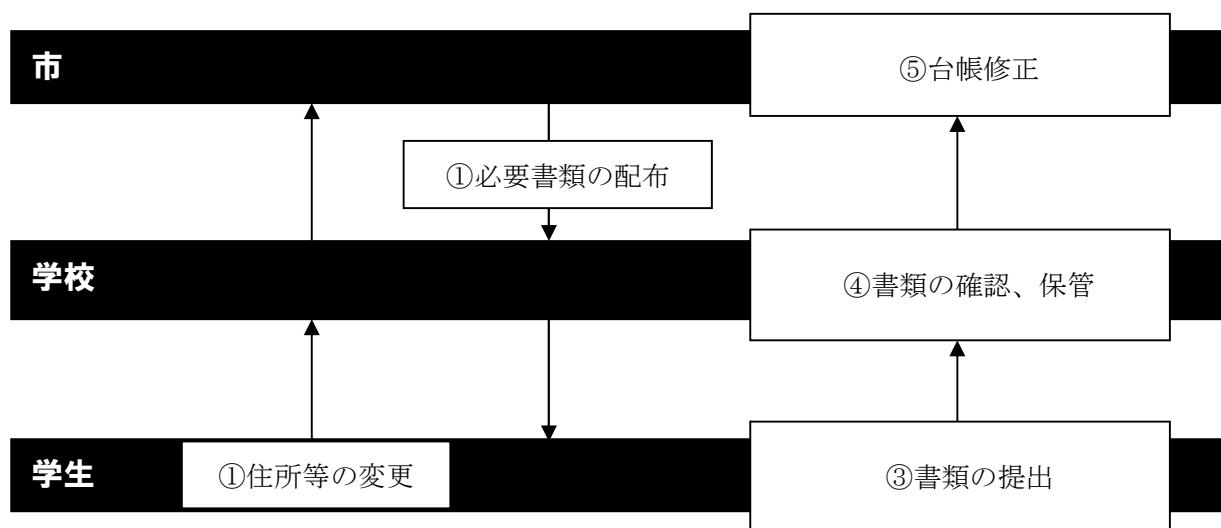 市
⑤台帳修正
①必要書類の配布
学校
④書類の確認、保管
学生
①住所等の変更
③書類の提出